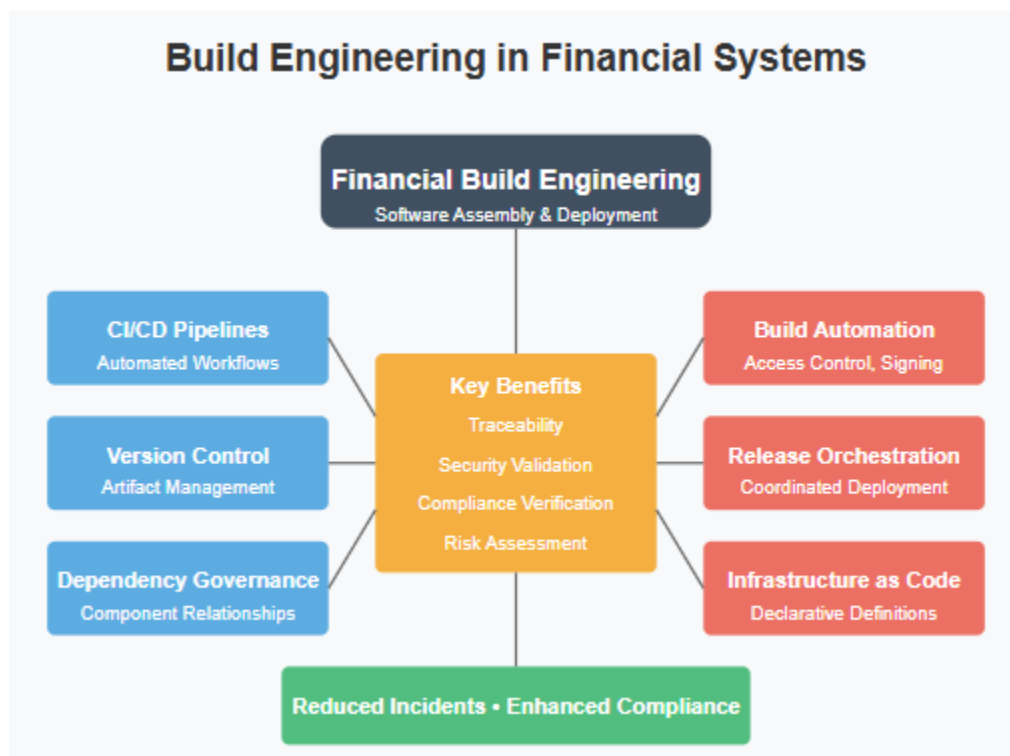 Build Engineering in Financial Systems
Financial Build Engineering
Software Assembly & Deployment
CI/CD Pipelines
Automated Workflows
Version Control
Artifact Management
Dependency Governance
Component Relationships
Key Benefits
Traceability
Security Validation
Compliance Verification
Risk Assessment
Build Automation
Access Control, Signing
Release Orchestration
Coordinated Deployment
Infrastructure as Code
Declarative Definitions
Reduced Incidents • Enhanced Compliance